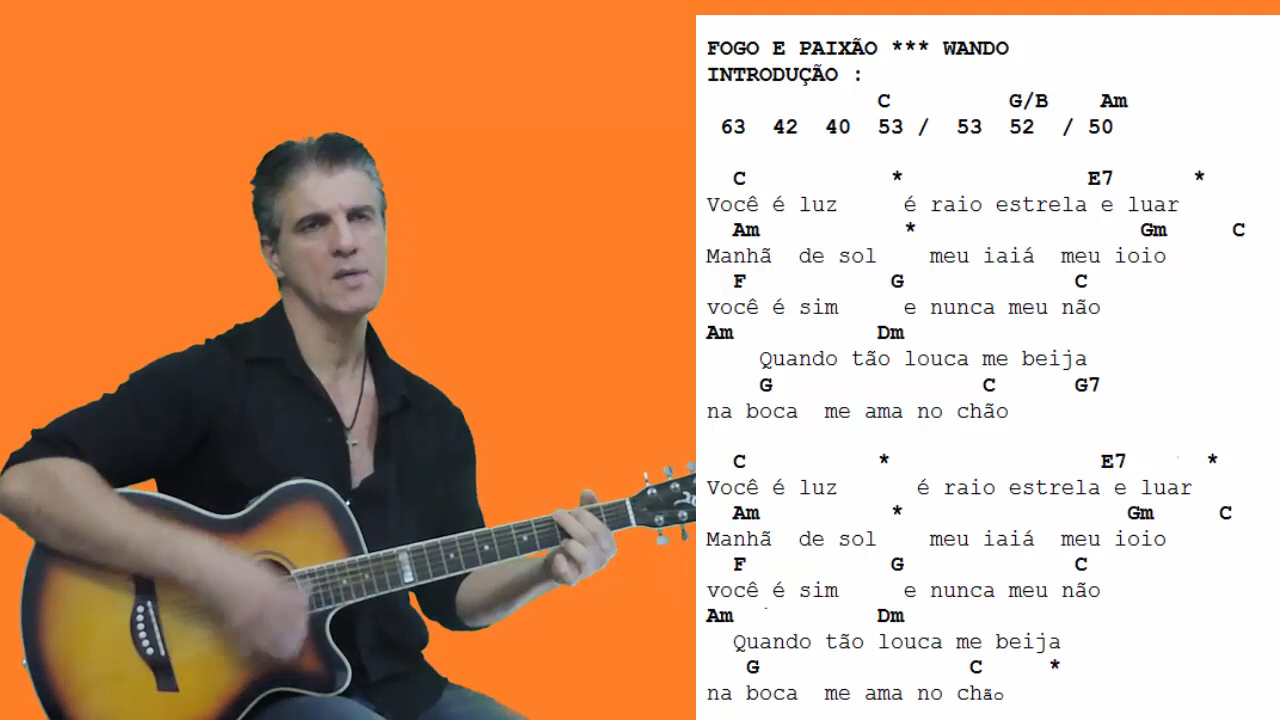 FOGO E PAIXÃO *** WANDO
INTRODUÇÃO :
C G/B Am
63 42 40 53 / 53 52 / 50
C * E7 *
Você é luz é raio estrela e luar
Am * Gm C
Manhã de sol meu iaiá meu ioio
F G C
você é sim e nunca meu não
Am Dm
Quando tão louca me beija
G C G7
na boca me ama no chão
C * E7 *
Você é luz é raio estrela e luar
Am * Gm C
Manhã de sol meu iaiá meu ioio
F G C
você é sim e nunca meu não
Am Dm
Quando tão louca me beija
G C *
na boca me ama no chão